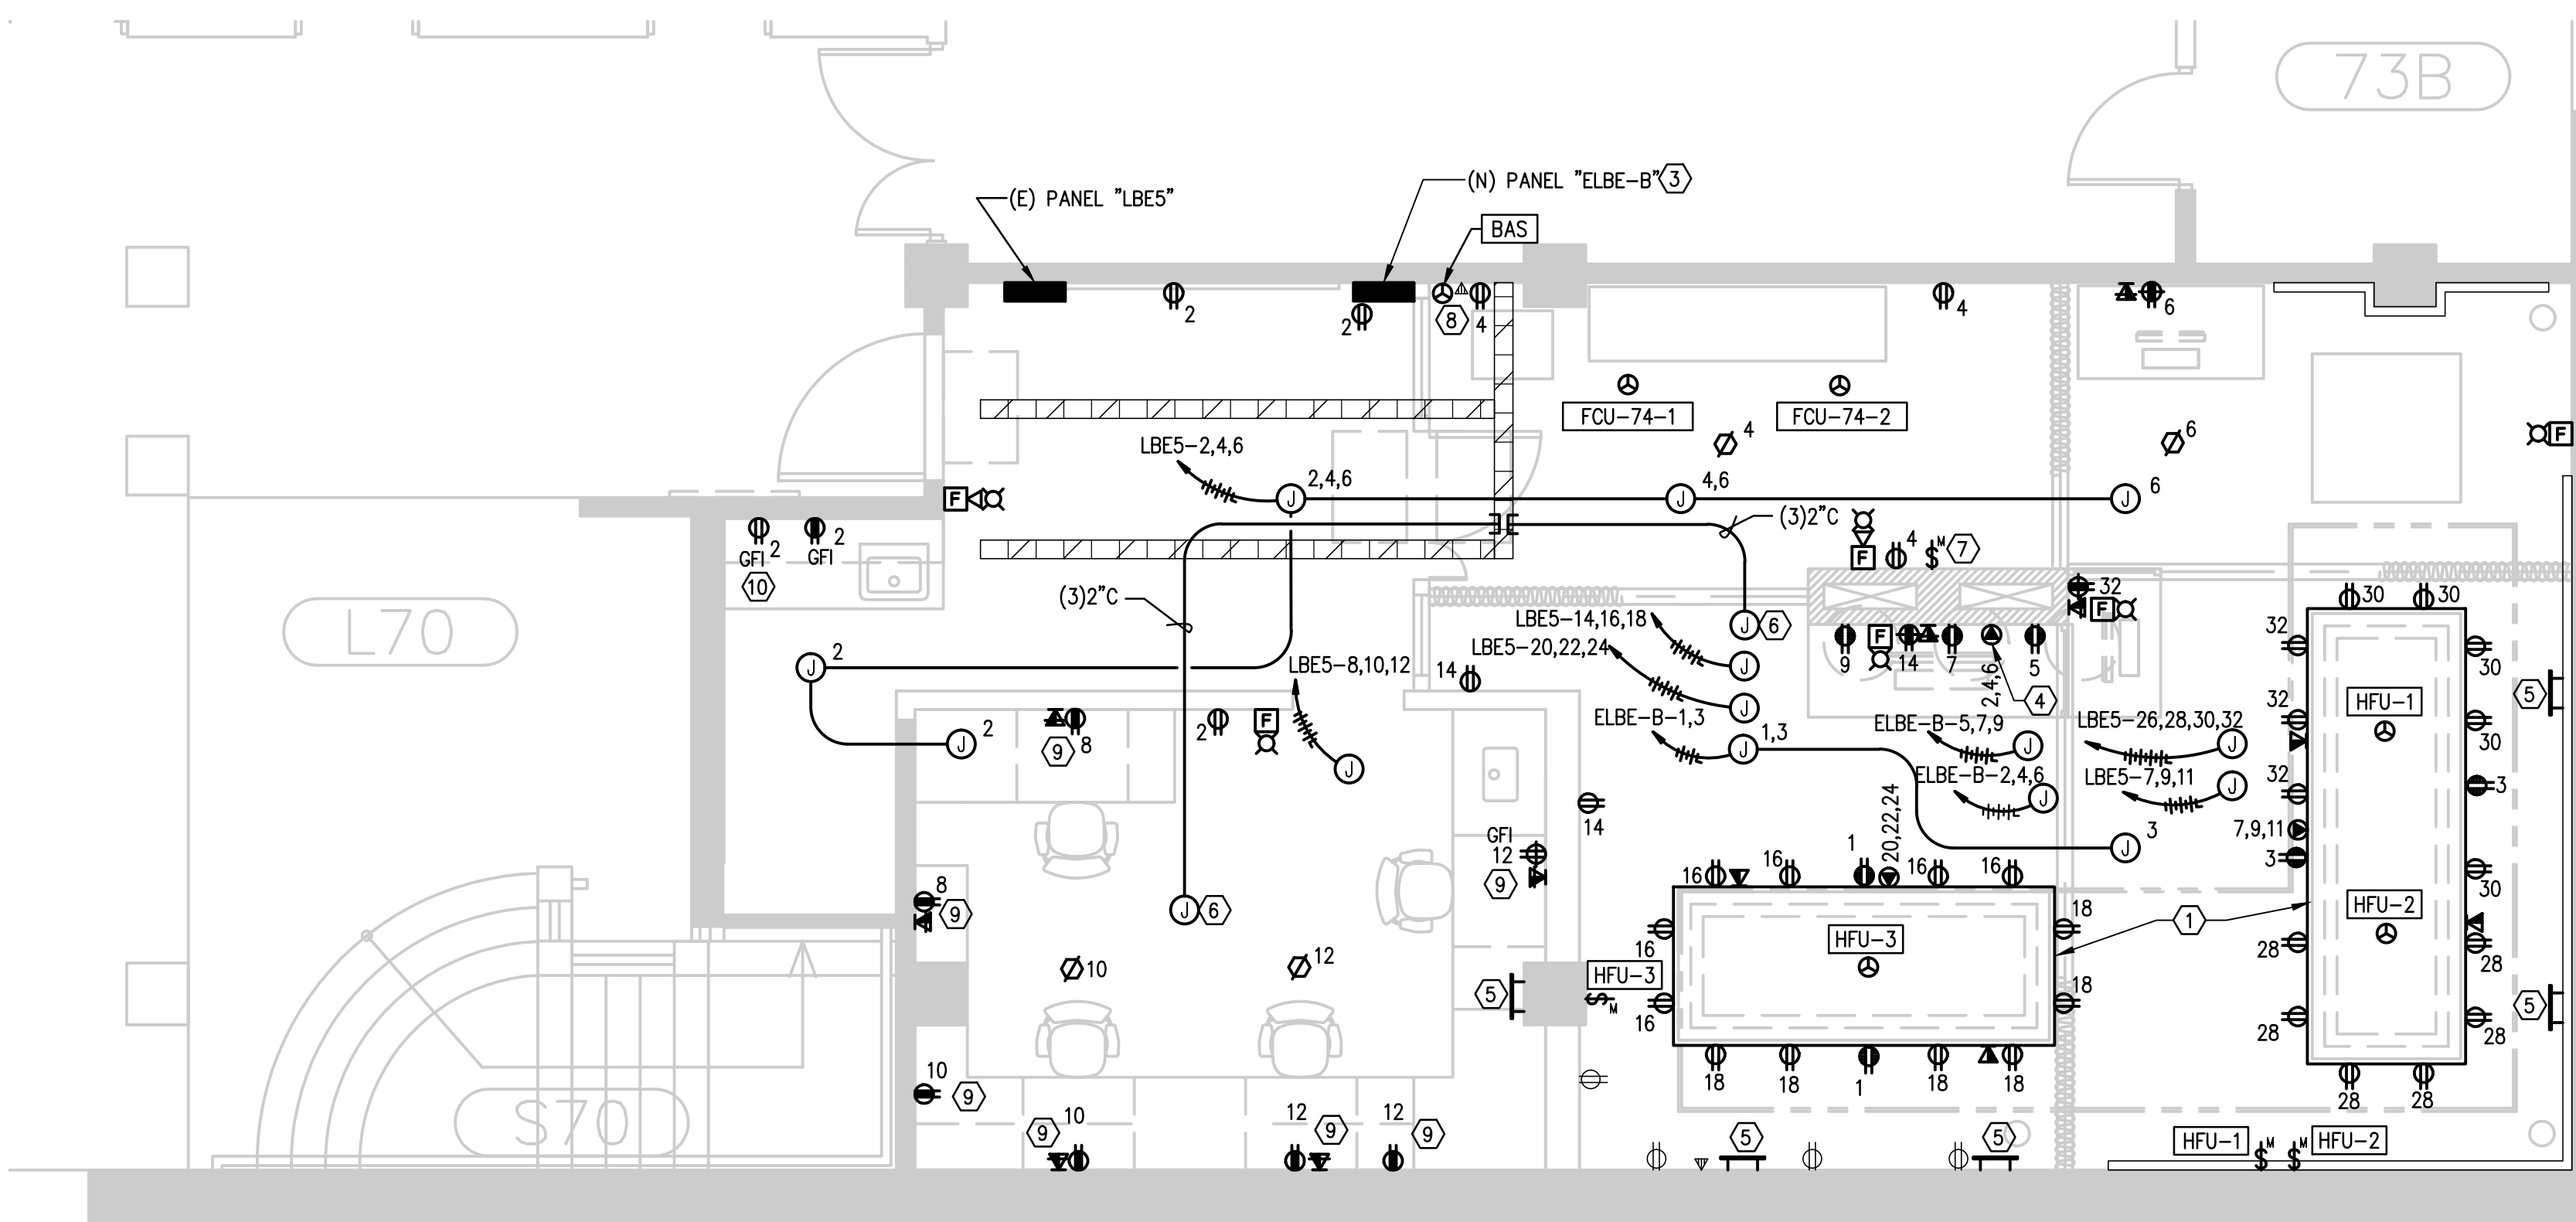 73B
(E) PANEL "LBE5"
(N) PANEL "ELBE-B" 3
BAS
2
2
8
4
4
6
FCU-74-1
FCU-74-2
LBE5-2,4,6
2,4,6
4
4,6
6
6
F
F
(3)2"C
F
4
$M
7
2
GFI
10
2
GFI
L70
(3)2"C
LBE5-14,16,18
J
6
LBE5-20,22,24
J
J
9
F
14
7
2,4,6
5
4
32
F
2
J
LBE5-8,10,12
J
14
ELBE-B-1,3
1,3
J
ELBE-B-5,7,9
J
LBE5-26,28,30,32
J
ELBE-B-2,4,6
J
LBE5-7,9,11
J
3
J
J
2
9
8
2
F
14
GFI
12
9
8
9
J
6
10
12
5
10
9
S70
9
10
12
9
12
9
HFU-3
$M
16
16
1
20,22,24
16
16
16
16
18
18
HFU-3
18
18
1
18
18
1
30
30
32
30
32
30
32
3
7,9,11
3
30
28
28
28
28
28
28
HFU-1
HFU-2
5
5
5
5
HFU-1
$M
$M
HFU-2
J
J
J